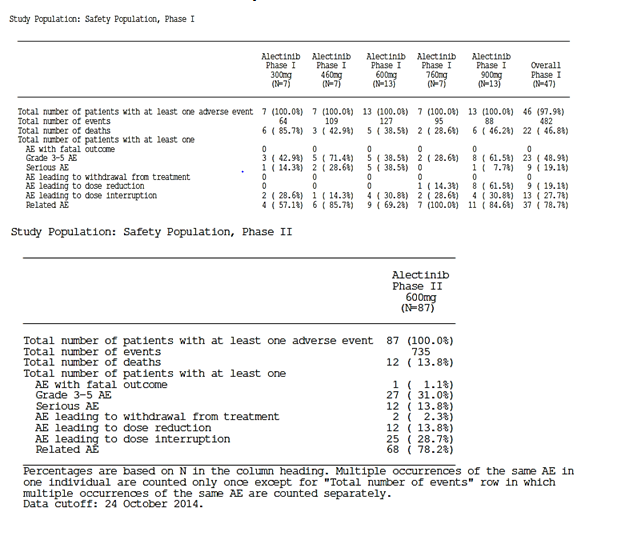 Study Population: Safety Population, Phase I
Alectinib Alectinib Alectinib Alectinib Alectinib
Phase I Phase I Phase I Phase I Phase I Overall
300mg 460mg 600mg 760mg 900mg Phase I
(N=7) (N=7) (N=13) (N=7) (N=13) (N=47)
Total number of patients with at least one adverse event 7 (100.0%) 7 (100.0%) 13 (100.0%) 7 (100.0%) 13 (100.0%) 46 (97.9%)
Total number of events 64 109 127 95 88 482
Total number of deaths 6 ( 85.7%) 3 ( 42.9%) 5 ( 38.5%) 2 ( 28.6%) 6 ( 46.2%) 22 ( 46.8%)
Total number of patients with at least one
AE with fatal outcome 0 0 0 0 0 0
Grade 3-5 AE 3 ( 42.9%) 5 ( 71.4%) 5 ( 38.5%) 2 ( 28.6%) 8 ( 61.5%) 23 ( 48.9%)
Serious AE 1 ( 14.3%) 2 ( 28.6%) 5 ( 38.5%) 0 1 ( 7.7%) 9 ( 19.1%)
AE leading to withdrawal from treatment 0 0 0 0 0 0
AE leading to dose reduction 0 0 0 1 ( 14.3%) 8 ( 61.5%) 9 ( 19.1%)
AE leading to dose interruption 2 ( 28.6%) 1 ( 14.3%) 4 ( 30.8%) 2 ( 28.6%) 4 ( 30.8%) 13 ( 27.7%)
Related AE 4 ( 57.1%) 6 ( 85.7%) 9 ( 69.2%) 7 (100.0%) 11 ( 84.6%) 37 ( 78.7%)
Study Population: Safety Population, Phase II
Alectinib
Phase II
600mg
(N=87)
Total number of patients with at least one adverse event 87 (100.0%)
Total number of events 735
Total number of deaths 12 ( 13.8%)
Total number of patients with at least one
AE with fatal outcome 1 ( 1.1%)
Grade 3-5 AE 27 ( 31.0%)
Serious AE 12 ( 13.8%)
AE leading to withdrawal from treatment 2 ( 2.3%)
AE leading to dose reduction 12 ( 13.8%)
AE leading to dose interruption 25 ( 28.7%)
Related AE 68 ( 78.2%)
Percentages are based on N in the column heading. Multiple occurrences of the same AE in
one individual are counted only once except for "Total number of events" row in which
multiple occurrences of the same AE are counted separately.
Data cutoff: 24 October 2014.